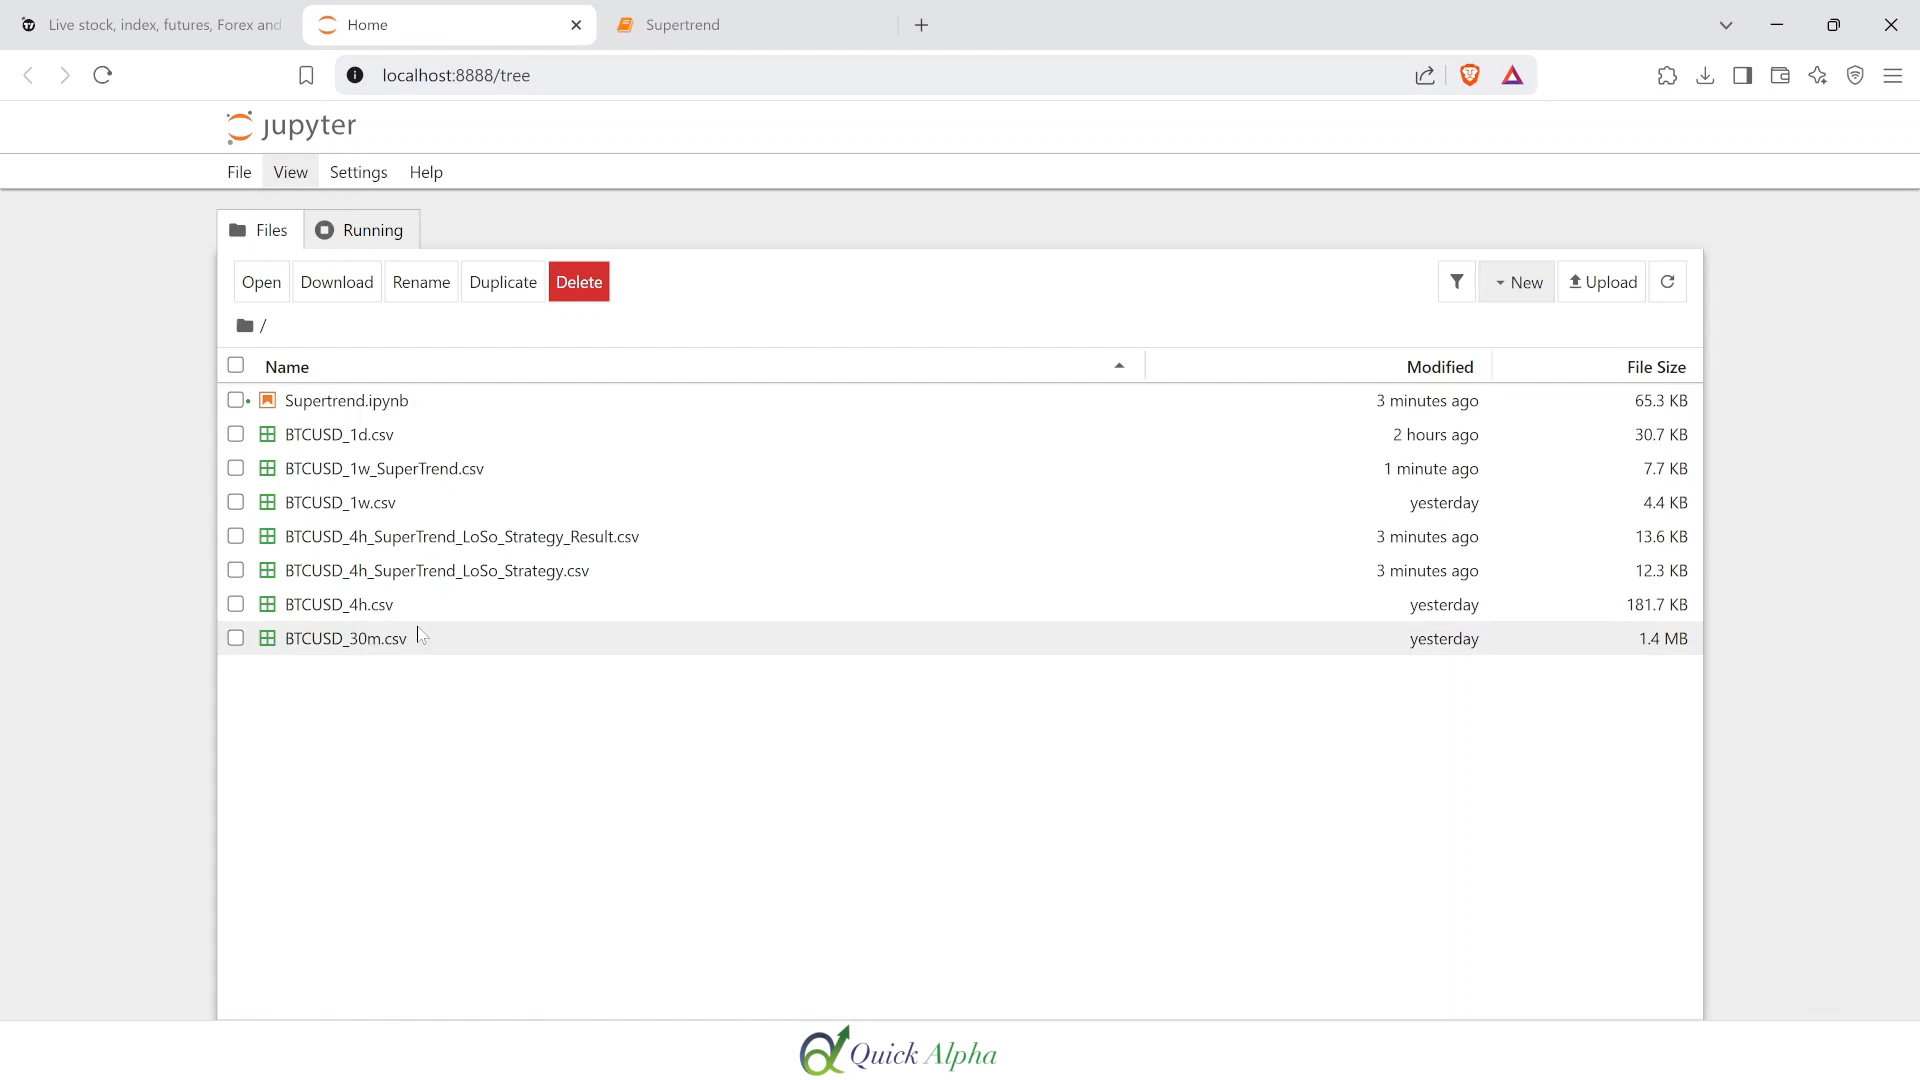 Live stock, index, futures, Forex and
Home
Supertrend
localhost:8888/tree
jupyter
File View Settings Help
Files Running
Open Download Rename Duplicate Delete
New Upload
/
Name Modified File Size
Supertrend.ipynb 3 minutes ago 65.3 KB
BTCUSD_1d.csv 2 hours ago 30.7 KB
BTCUSD_1w_SuperTrend.csv 1 minute ago 7.7 KB
BTCUSD_1w.csv yesterday 4.4 KB
BTCUSD_4h_SuperTrend_LoSo_Strategy_Result.csv 3 minutes ago 13.6 KB
BTCUSD_4h_SuperTrend_LoSo_Strategy.csv 3 minutes ago 12.3 KB
BTCUSD_4h.csv yesterday 181.7 KB
BTCUSD_30m.csv yesterday 1.4 MB
Quick Alpha